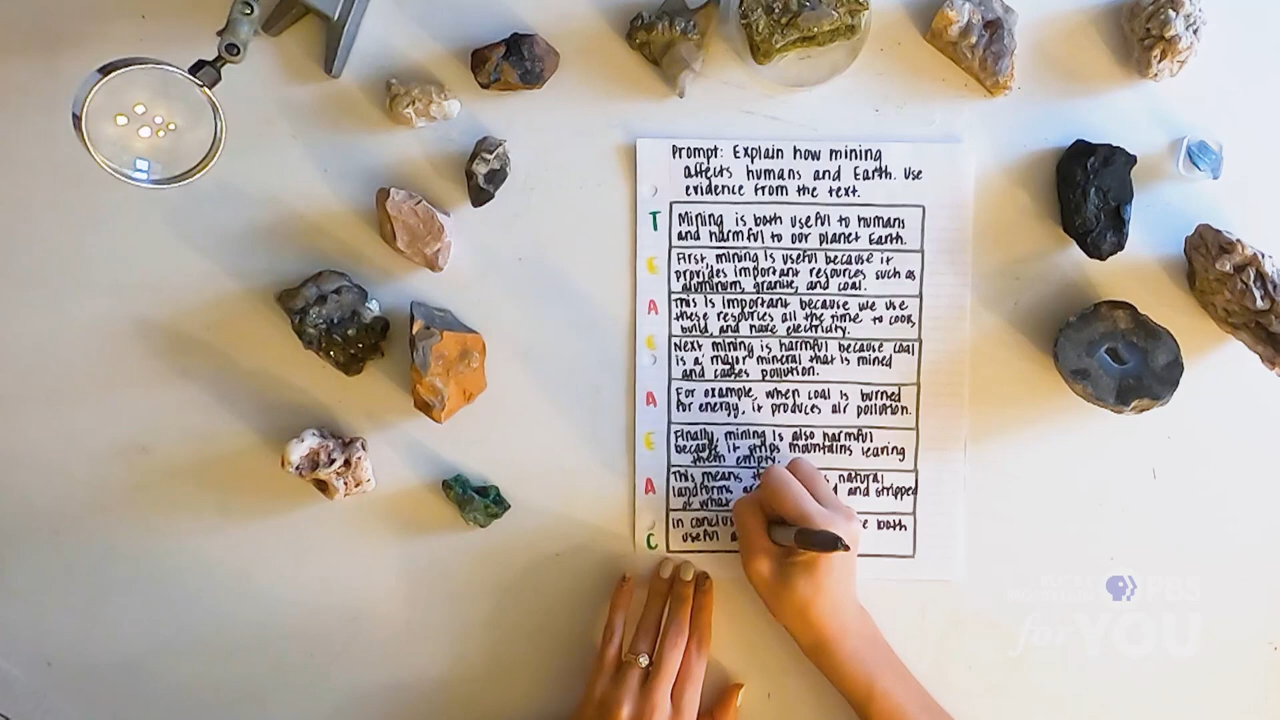 Prompt: Explain how mining
affects humans and Earth. Use
evidence from the text.
T
Mining is both useful to humans
and harmful to our planet Earth.
E
First, mining is useful because it
provides important resources such as
aluminum, granite, and coal.
A
This is important because we use
these resources all the time to cook,
build, and have electricity.
E
Next mining is harmful because coal
is a major mineral that is mined
and causes pollution.
A
For example, when coal is burned
for energy, it produces air pollution.
E
Finally, mining is also harmful
because it strips mountains leaving
them empty.
A
This means natural
landforms and stripped
of what
C
In both
useful
PBS
for YOU